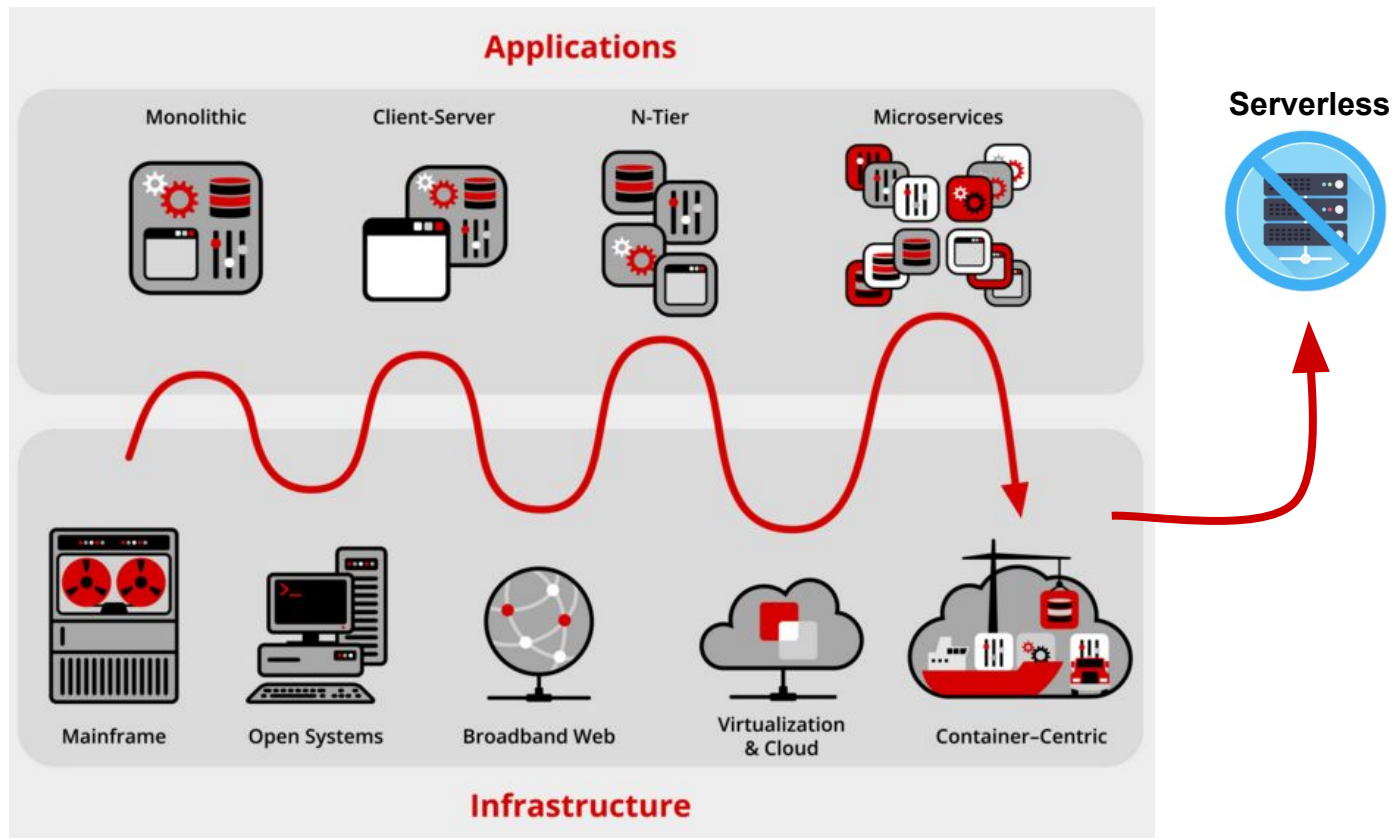 Applications
Monolithic
Client-Server
N-Tier
Microservices
Serverless
>_
Mainframe
Open Systems
Broadband Web
Virtualization
& Cloud
Container–Centric
Infrastructure